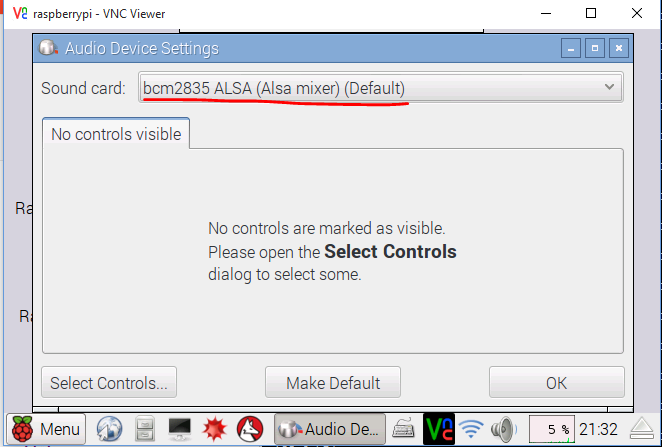 raspberrypi - VNC Viewer
Audio Device Settings
Sound card: bcm2835 ALSA (Alsa mixer) (Default)
No controls visible
No controls are marked as visible.
Please open the Select Controls
dialog to select some.
Ra
Ra
Select Controls... Make Default OK
Menu Audio De... 5 % 21:32